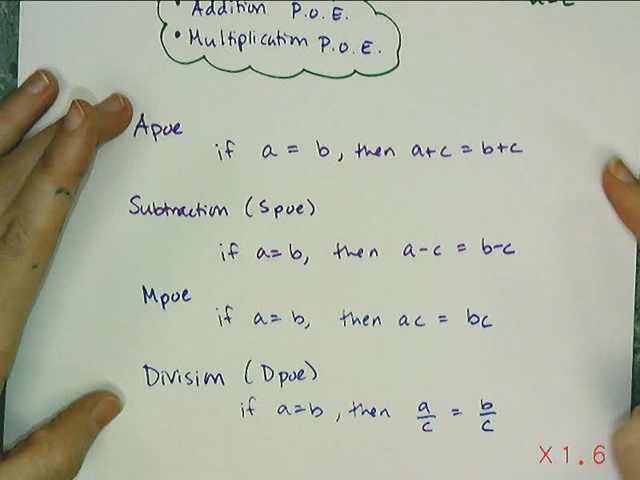 • Addition P.O.E.
• Multiplication P.O.E.
Apoe
if a = b, then a+c = b+c
Subtraction (Spoe)
if a=b, then a-c = b-c
Mpoe
if a=b, then ac = bc
Division (Dpoe)
if a=b, then a/c = b/c
X1.6